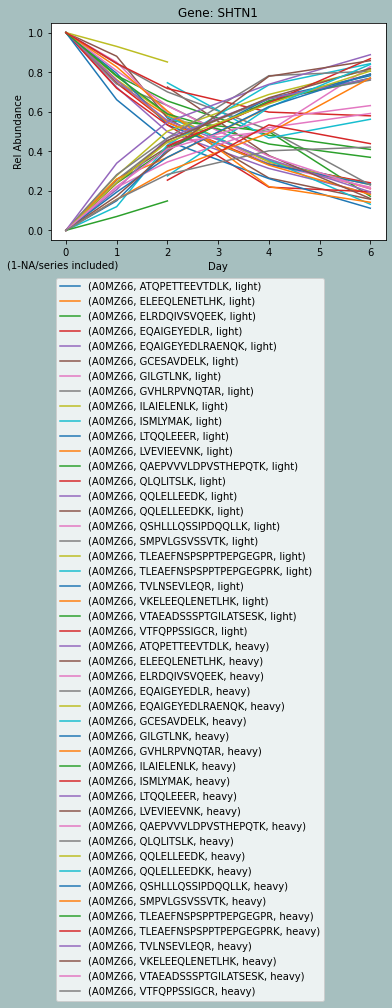 Gene: SHTN1
Rel Abundance
1.0
0.8
0.6
0.4
0.2
0.0
0 1 2 3 4 5 6
(1-NA/series included)
Day
(A0MZ66, ATQPETTEEVTDLK, light)
(A0MZ66, ELEEQLENETLHK, light)
(A0MZ66, ELRDQIVSVQEEK, light)
(A0MZ66, EQAIGEYEDLR, light)
(A0MZ66, EQAIGEYEDLRAENQK, light)
(A0MZ66, GCESAVDELK, light)
(A0MZ66, GILGTLNK, light)
(A0MZ66, GVHLRPVNQTAR, light)
(A0MZ66, ILAIELENLK, light)
(A0MZ66, ISMLYMAK, light)
(A0MZ66, LTQQLEEER, light)
(A0MZ66, LVEVIEEVNK, light)
(A0MZ66, QAEPVVVLDPVSTHEPQTK, light)
(A0MZ66, QLQLITSLK, light)
(A0MZ66, QQLELLEEDK, light)
(A0MZ66, QQLELLEEDKK, light)
(A0MZ66, QSHLLLQSSIPDQQLLK, light)
(A0MZ66, SMPVLGSVSSVTK, light)
(A0MZ66, TLEAEFNSPSPPTPEPGEGPR, light)
(A0MZ66, TLEAEFNSPSPPTPEPGEGPRK, light)
(A0MZ66, TVLNSEVLEQR, light)
(A0MZ66, VKELEEQLENETLHK, light)
(A0MZ66, VTAEADSSSPTGILATSESK, light)
(A0MZ66, VTFQPPSSIGCR, light)
(A0MZ66, ATQPETTEEVTDLK, heavy)
(A0MZ66, ELEEQLENETLHK, heavy)
(A0MZ66, ELRDQIVSVQEEK, heavy)
(A0MZ66, EQAIGEYEDLR, heavy)
(A0MZ66, EQAIGEYEDLRAENQK, heavy)
(A0MZ66, GCESAVDELK, heavy)
(A0MZ66, GILGTLNK, heavy)
(A0MZ66, GVHLRPVNQTAR, heavy)
(A0MZ66, ILAIELENLK, heavy)
(A0MZ66, ISMLYMAK, heavy)
(A0MZ66, LTQQLEEER, heavy)
(A0MZ66, LVEVIEEVNK, heavy)
(A0MZ66, QAEPVVVLDPVSTHEPQTK, heavy)
(A0MZ66, QLQLITSLK, heavy)
(A0MZ66, QQLELLEEDK, heavy)
(A0MZ66, QQLELLEEDKK, heavy)
(A0MZ66, QSHLLLQSSIPDQQLLK, heavy)
(A0MZ66, SMPVLGSVSSVTK, heavy)
(A0MZ66, TLEAEFNSPSPPTPEPGEGPR, heavy)
(A0MZ66, TLEAEFNSPSPPTPEPGEGPRK, heavy)
(A0MZ66, TVLNSEVLEQR, heavy)
(A0MZ66, VKELEEQLENETLHK, heavy)
(A0MZ66, VTAEADSSSPTGILATSESK, heavy)
(A0MZ66, VTFQPPSSIGCR, heavy)